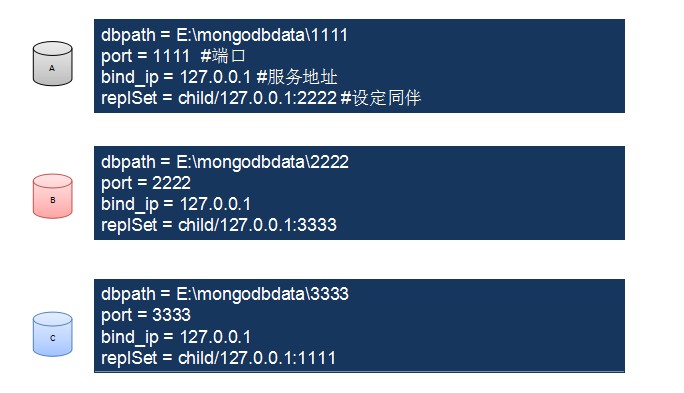 A
dbpath = E:\mongodbdata\1111
port = 1111 #端口
bind_ip = 127.0.0.1 #服务地址
replSet = child/127.0.0.1:2222 #设定同伴
B
dbpath = E:\mongodbdata\2222
port = 2222
bind_ip = 127.0.0.1
replSet = child/127.0.0.1:3333
C
dbpath = E:\mongodbdata\3333
port = 3333
bind_ip = 127.0.0.1
replSet = child/127.0.0.1:1111